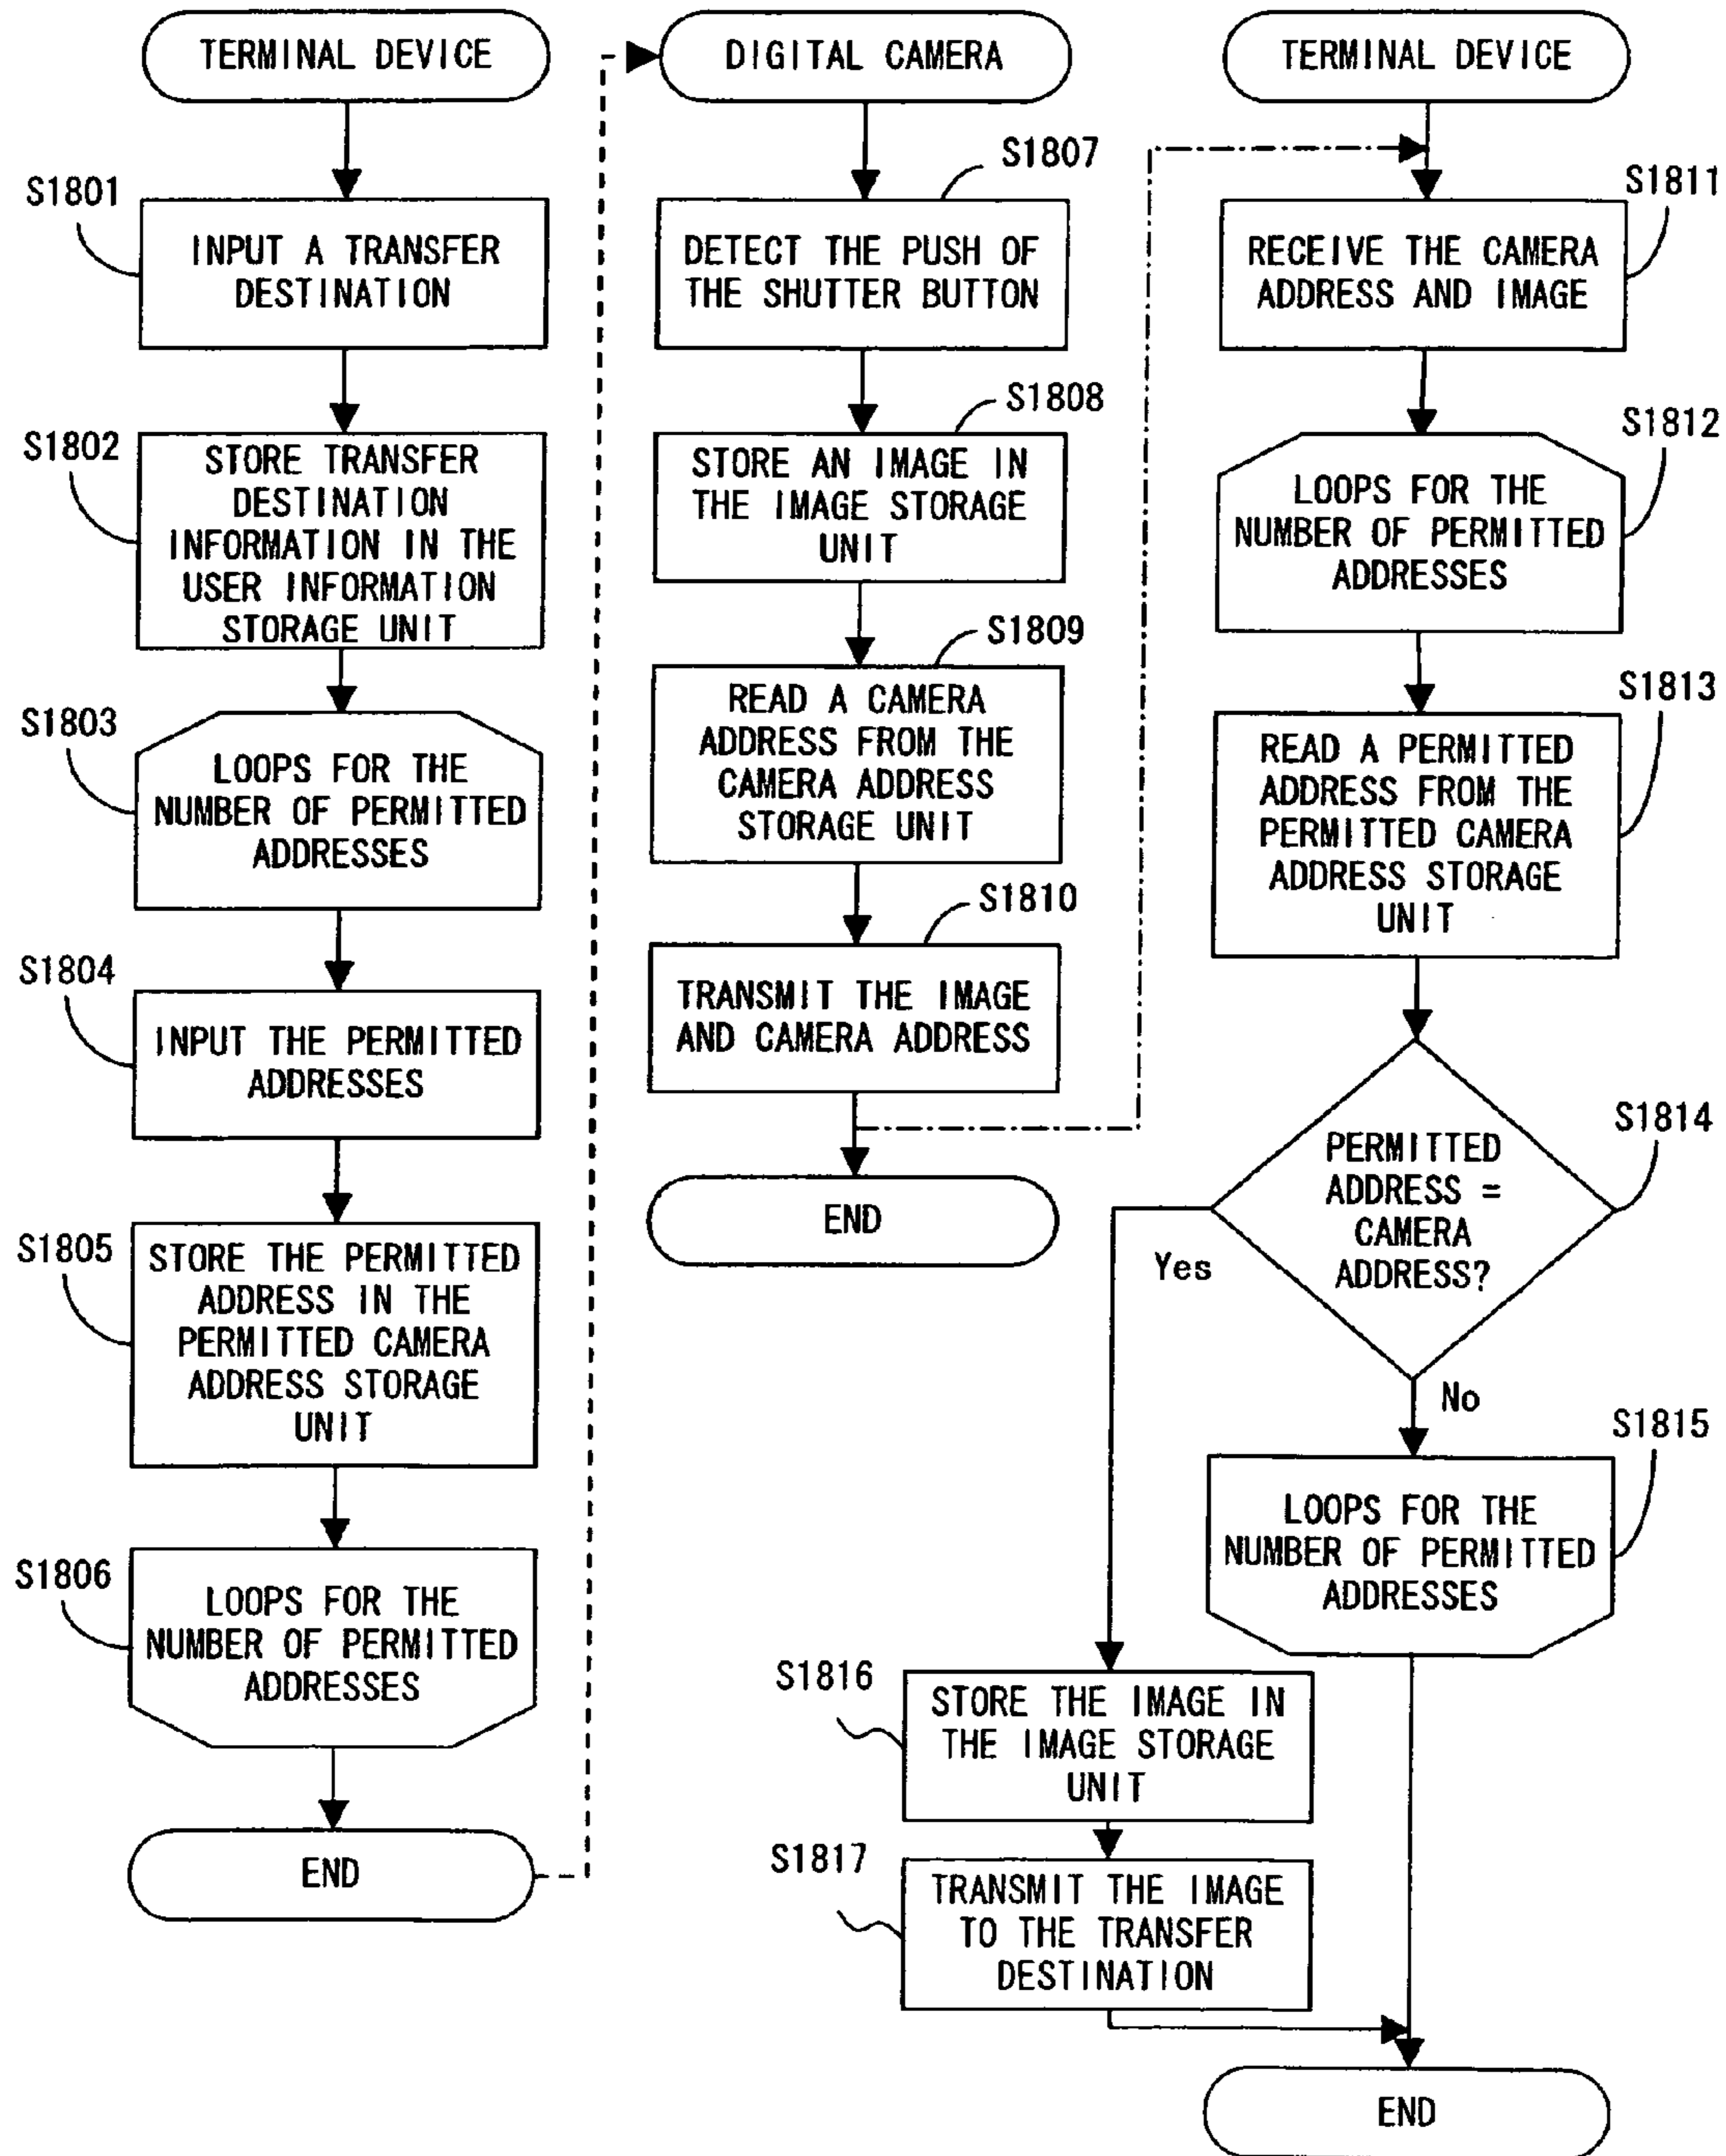 TERMINAL DEVICE
S1801
INPUT A TRANSFER
DESTINATION
S1802
STORE TRANSFER
DESTINATION
INFORMATION IN THE
USER INFORMATION
STORAGE UNIT
S1803
LOOPS FOR THE
NUMBER OF PERMITTED
ADDRESSES
S1804
INPUT THE PERMITTED
ADDRESSES
S1805
STORE THE PERMITTED
ADDRESS IN THE
PERMITTED CAMERA
ADDRESS STORAGE
UNIT
S1806
LOOPS FOR THE
NUMBER OF PERMITTED
ADDRESSES
END
DIGITAL CAMERA
S1807
DETECT THE PUSH OF
THE SHUTTER BUTTON
S1808
STORE AN IMAGE IN
THE IMAGE STORAGE
UNIT
S1809
READ A CAMERA
ADDRESS FROM THE
CAMERA ADDRESS
STORAGE UNIT
S1810
TRANSMIT THE IMAGE
AND CAMERA ADDRESS
END
TERMINAL DEVICE
S1811
RECEIVE THE CAMERA
ADDRESS AND IMAGE
S1812
LOOPS FOR THE
NUMBER OF PERMITTED
ADDRESSES
S1813
READ A PERMITTED
ADDRESS FROM THE
PERMITTED CAMERA
ADDRESS STORAGE
UNIT
S1814
PERMITTED
ADDRESS =
CAMERA
ADDRESS?
Yes
No
S1815
LOOPS FOR THE
NUMBER OF PERMITTED
ADDRESSES
S1816
STORE THE IMAGE IN
THE IMAGE STORAGE
UNIT
S1817
TRANSMIT THE IMAGE
TO THE TRANSFER
DESTINATION
END